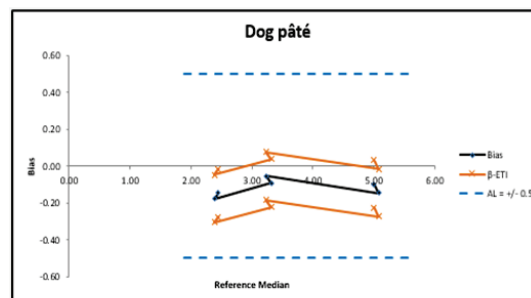 Dog pâté
0.60
0.40
0.20
0.00
0.00 1.00 2.00 3.00 4.00 5.00 6.00
-0.20
-0.40
-0.60
Bias
Reference Median
Bias
β-ETI
AL = +/- 0.5